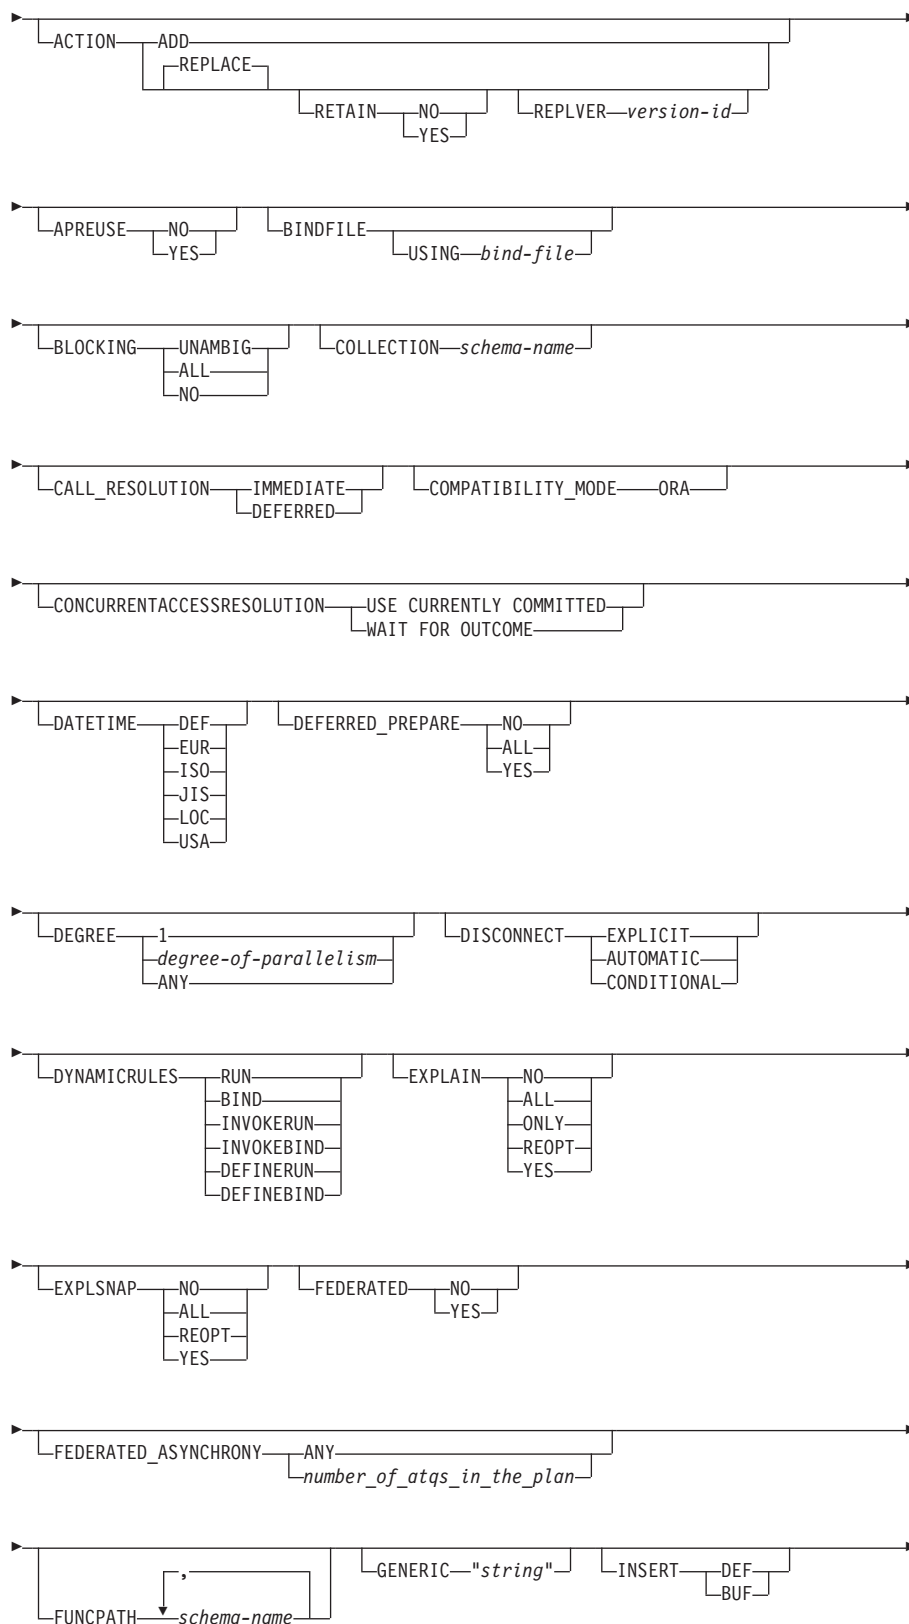 ACTION ADD
REPLACE
RETAIN NO REPLVER version-id
YES
APREUSE NO BINDFILE
YES USING bind-file
BLOCKING UNAMBIG COLLECTION schema-name
ALL
NO
CALL_RESOLUTION IMMEDIATE COMPATIBILITY_MODE ORA
DEFERRED
CONCURRENTACCESSRESOLUTION USE CURRENTLY COMMITTED
WAIT FOR OUTCOME
DATETIME DEF DEFERRED_PREPARE NO
EUR ALL
ISO YES
JIS
LOC
USA
DEGREE 1 DISCONNECT EXPLICIT
degree-of-parallelism AUTOMATIC
ANY CONDITIONAL
DYNAMICRULES RUN EXPLAIN NO
BIND ALL
INVOKERUN ONLY
INVOKEBIND REOPT
DEFINERUN YES
DEFINEBIND
EXPLSNAP NO FEDERATED NO
ALL YES
REOPT
YES
FEDERATED_ASYNCHRONY ANY
number_of_atqs_in_the_plan
GENERIC "string" INSERT DEF
, BUF
FUNCPATH schema-name